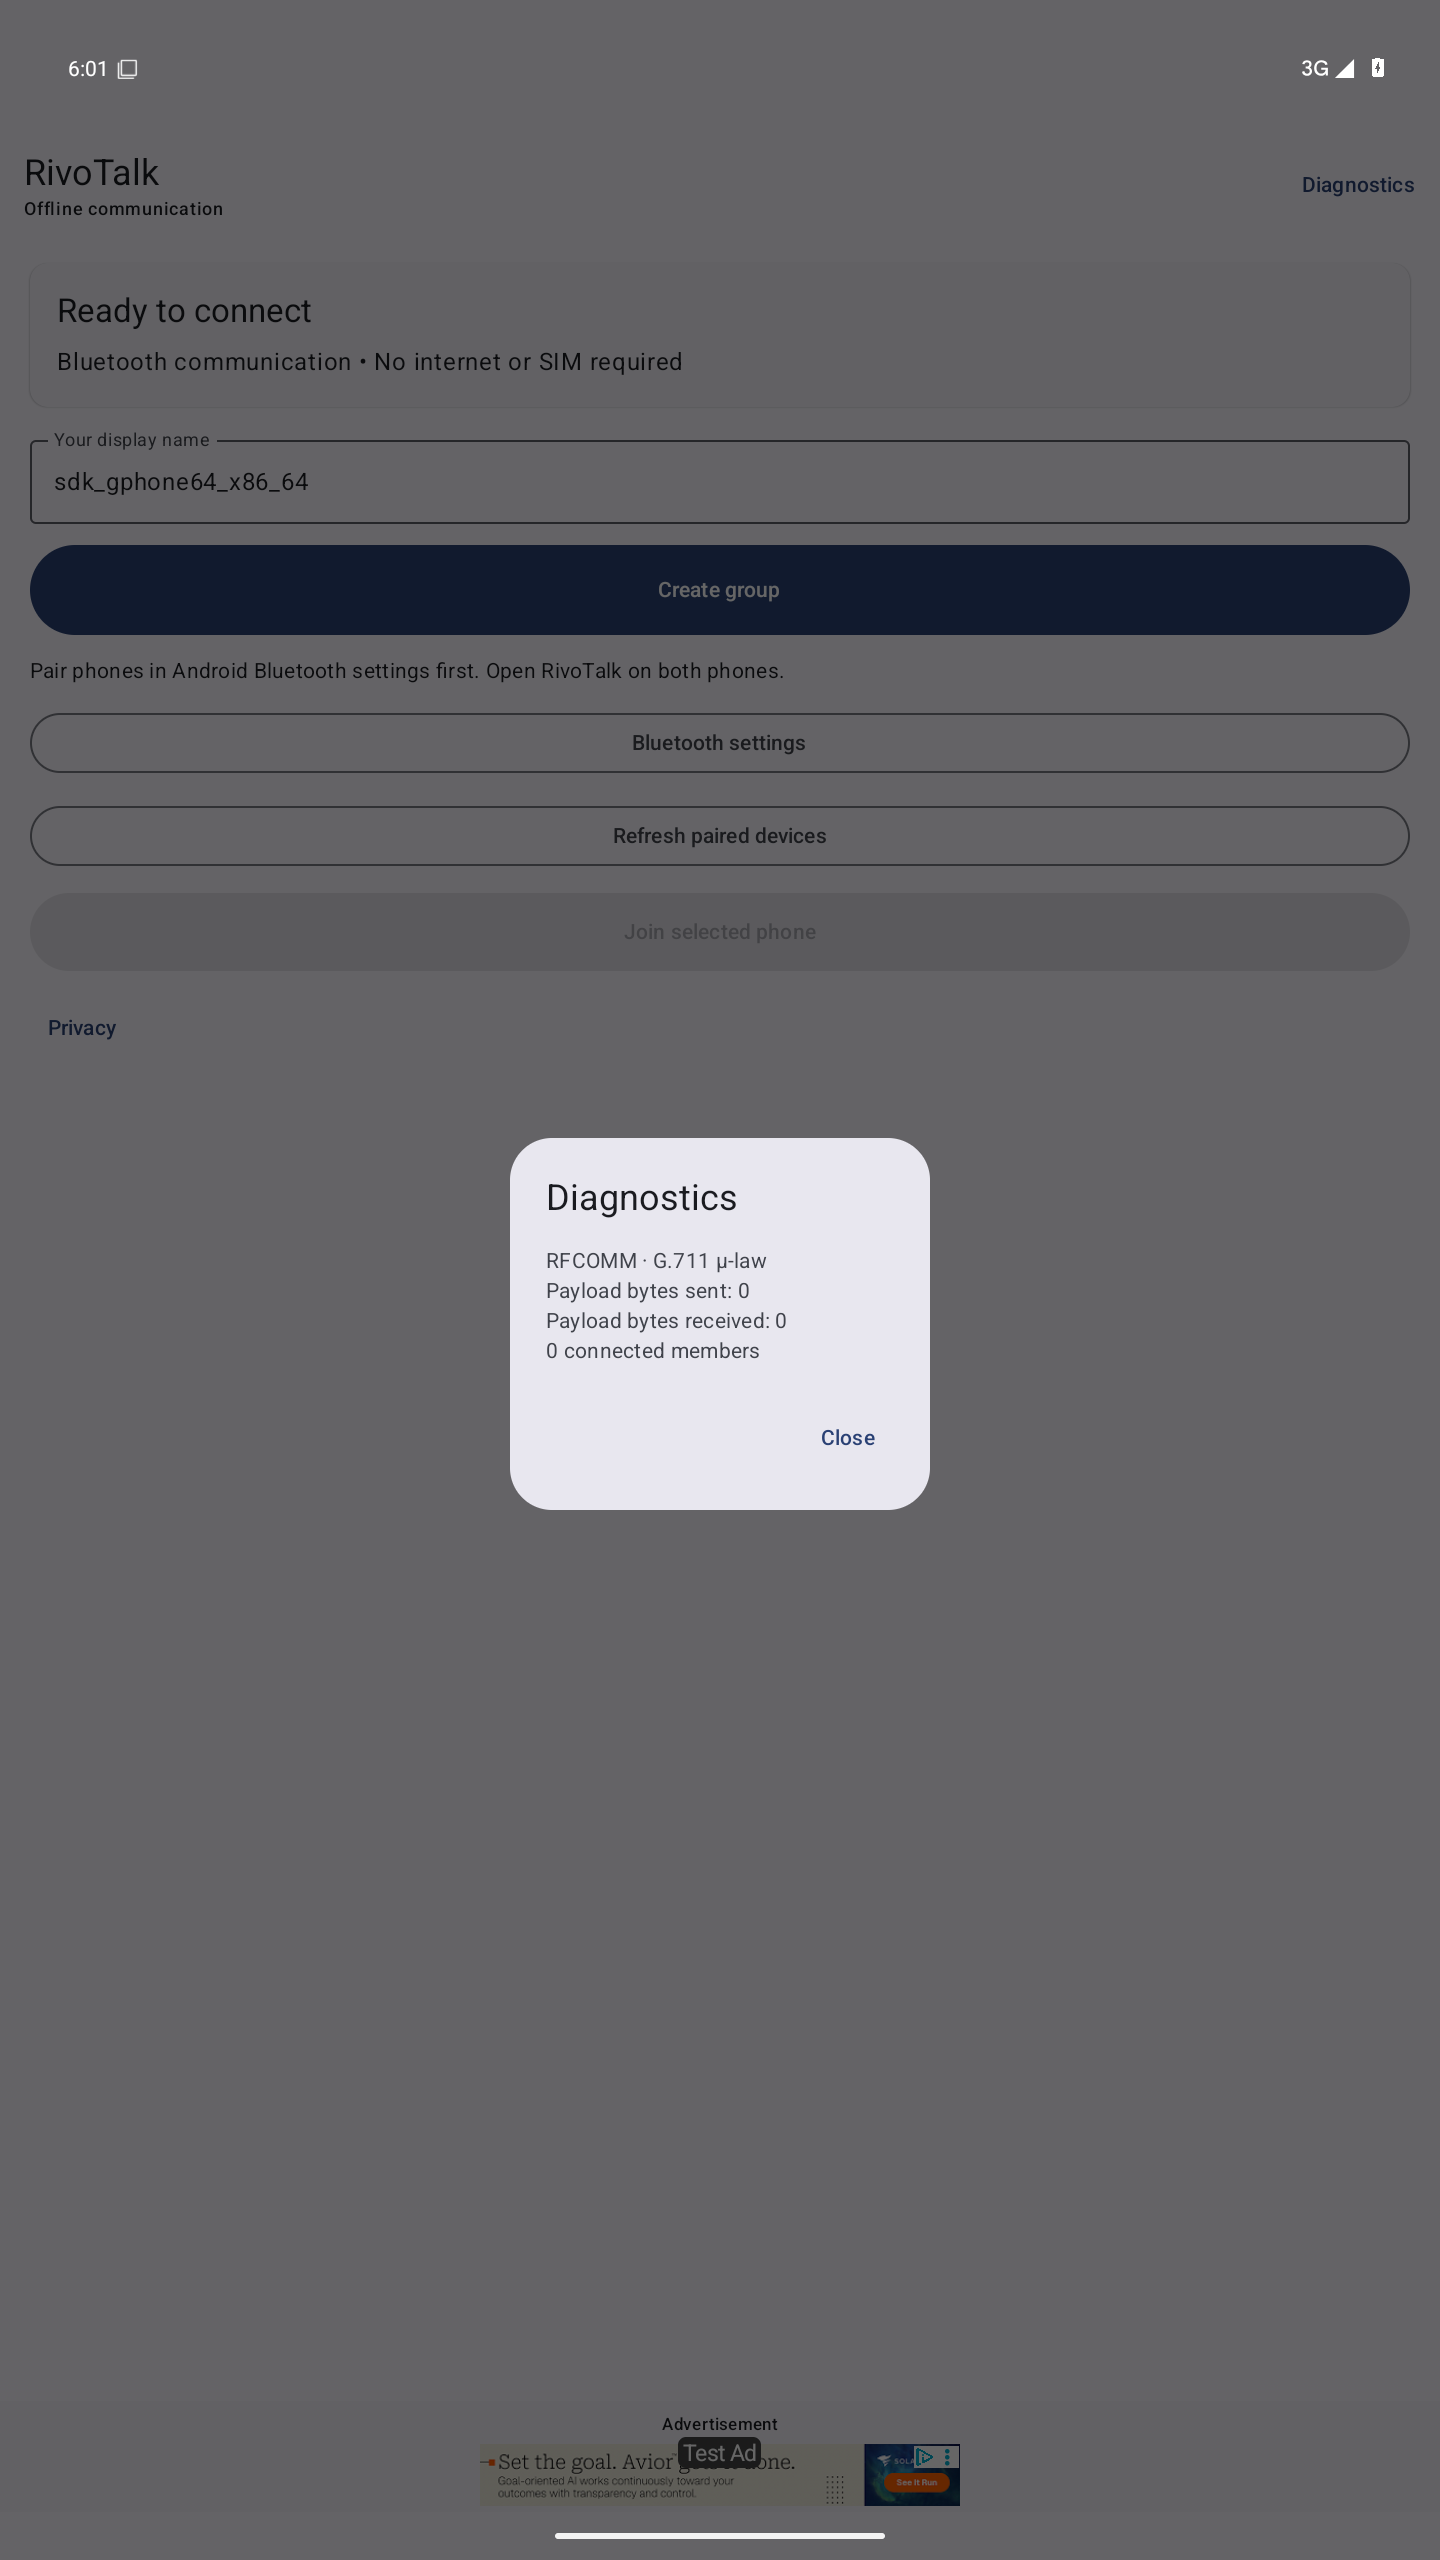 6:01
3G
RivoTalk
Offline communication
Diagnostics
Ready to connect
Bluetooth communication • No internet or SIM required
Your display name
sdk_gphone64_x86_64
Create group
Pair phones in Android Bluetooth settings first. Open RivoTalk on both phones.
Bluetooth settings
Refresh paired devices
Join selected phone
Privacy
Diagnostics
RFCOMM · G.711 µ-law
Payload bytes sent: 0
Payload bytes received: 0
0 connected members
Close
Advertisement
Test Ad
Set the goal. Avior
Goal-oriented AI works continuously toward your
outcomes with transparency and control.
See It Run